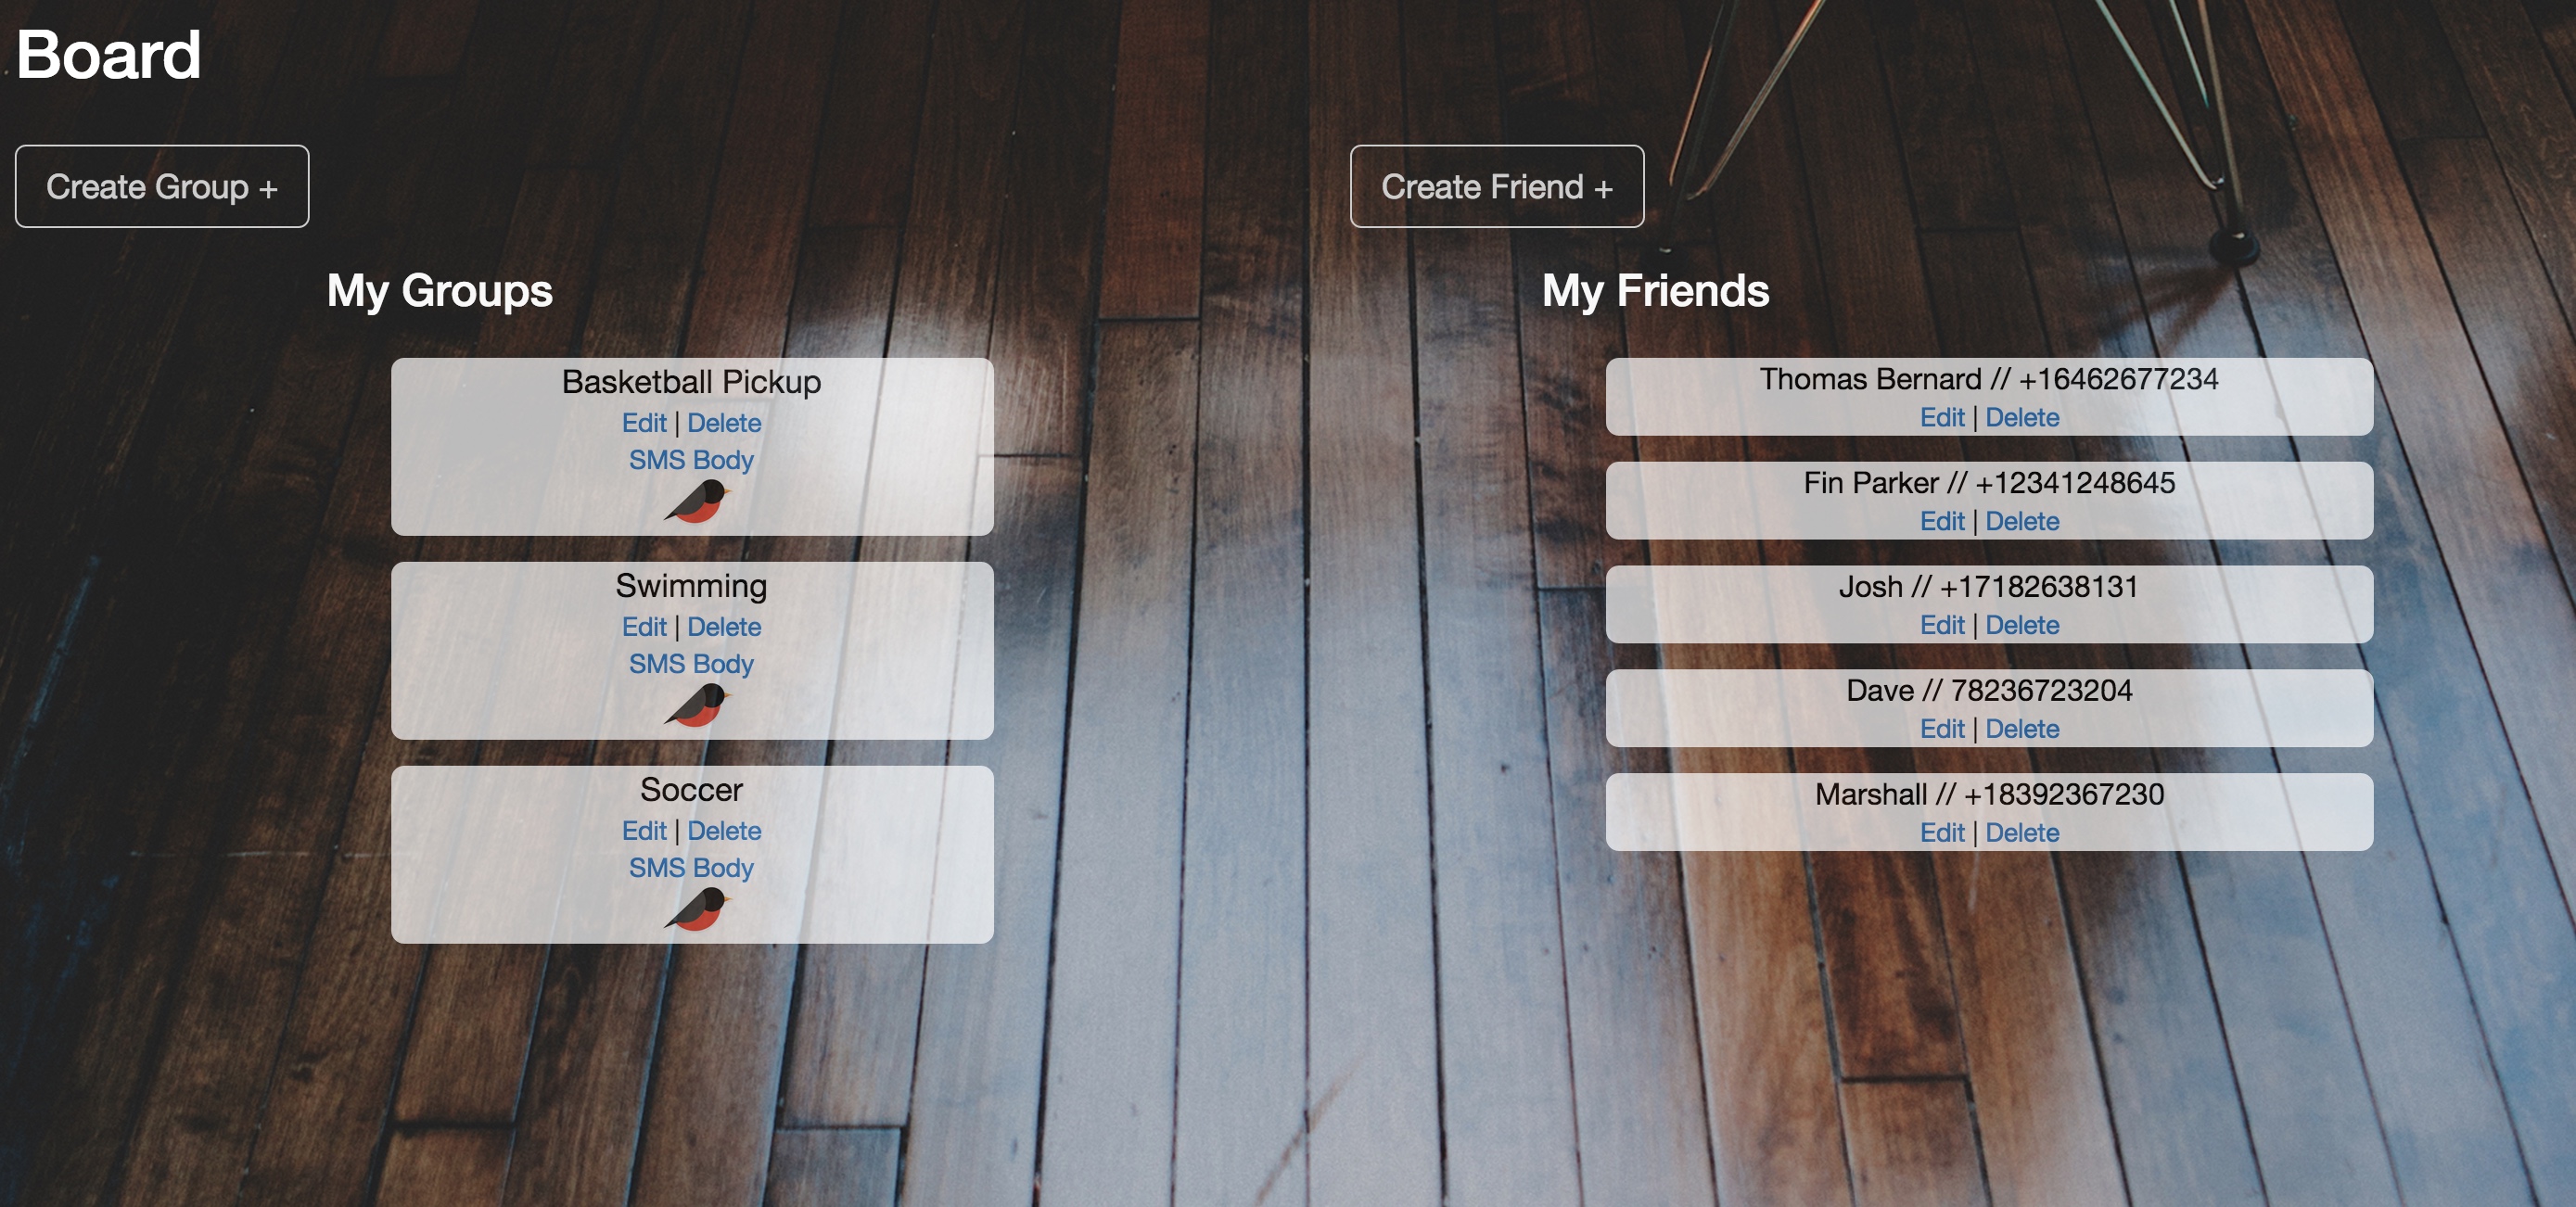 Board
Create Group +
Create Friend +
My Groups
Basketball Pickup
Edit | Delete
SMS Body
Swimming
Edit | Delete
SMS Body
Soccer
Edit | Delete
SMS Body
My Friends
Thomas Bernard // +16462677234
Edit | Delete
Fin Parker // +12341248645
Edit | Delete
Josh // +17182638131
Edit | Delete
Dave // 78236723204
Edit | Delete
Marshall // +18392367230
Edit | Delete